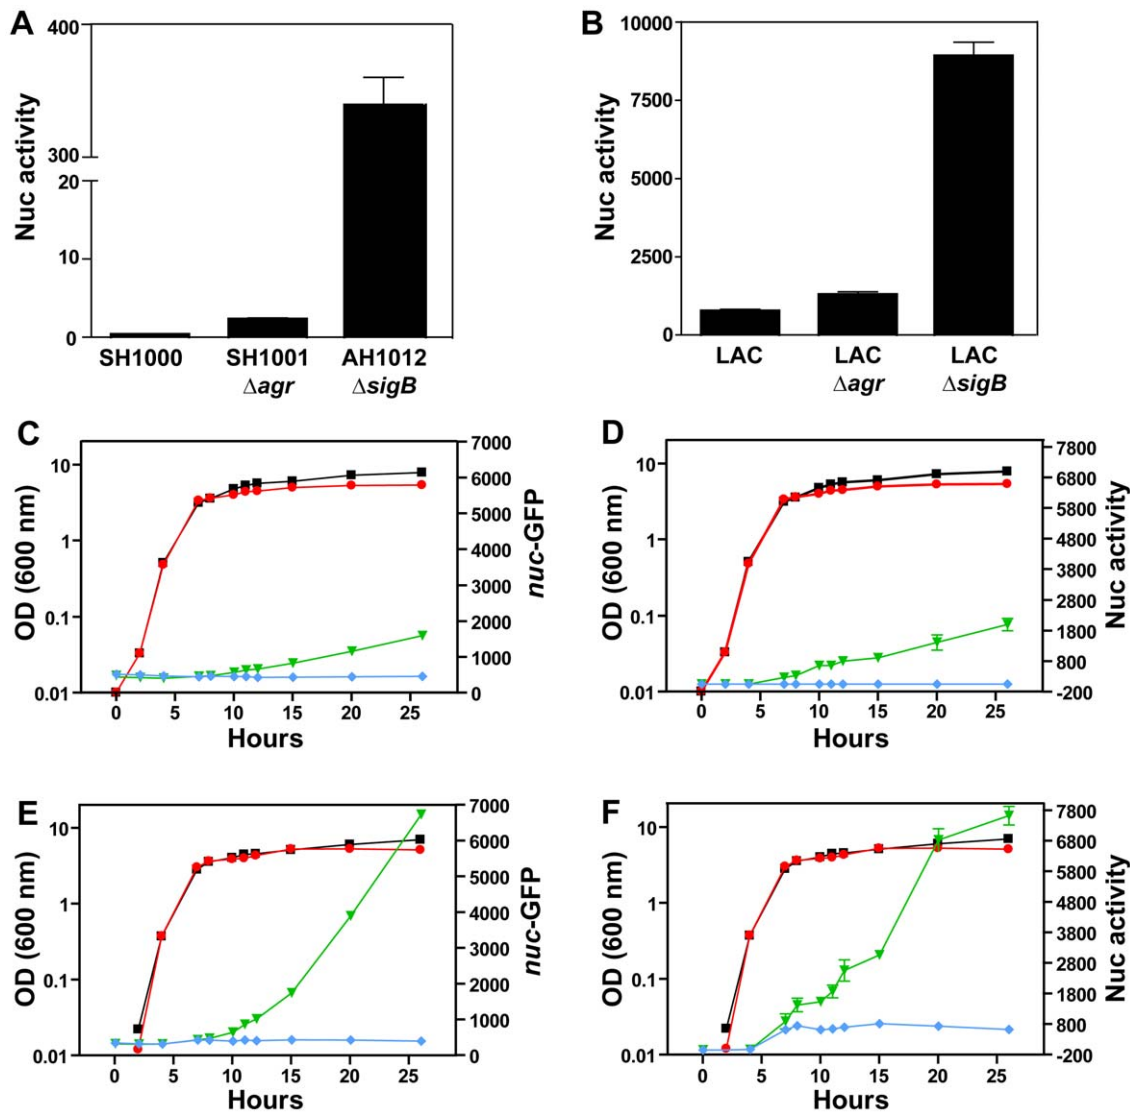 A
Nuc activity
400
300
20
10
0
SH1000
SH1001
Δagr
AH1012
ΔsigB
B
Nuc activity
10000
7500
5000
2500
0
LAC
LAC
Δagr
LAC
ΔsigB
C
OD (600 nm)
10
1
0.1
0.01
0 5 10 15 20 25
Hours
7000
6000
5000
4000
3000
2000
1000
0
nuc-GFP
D
OD (600 nm)
10
1
0.1
0.01
0 5 10 15 20 25
Hours
7800
6800
5800
4800
3800
2800
1800
800
-200
Nuc activity
E
OD (600 nm)
10
1
0.1
0.01
0 5 10 15 20 25
Hours
7000
6000
5000
4000
3000
2000
1000
0
nuc-GFP
F
OD (600 nm)
10
1
0.1
0.01
0 5 10 15 20 25
Hours
7800
6800
5800
4800
3800
2800
1800
800
-200
Nuc activity